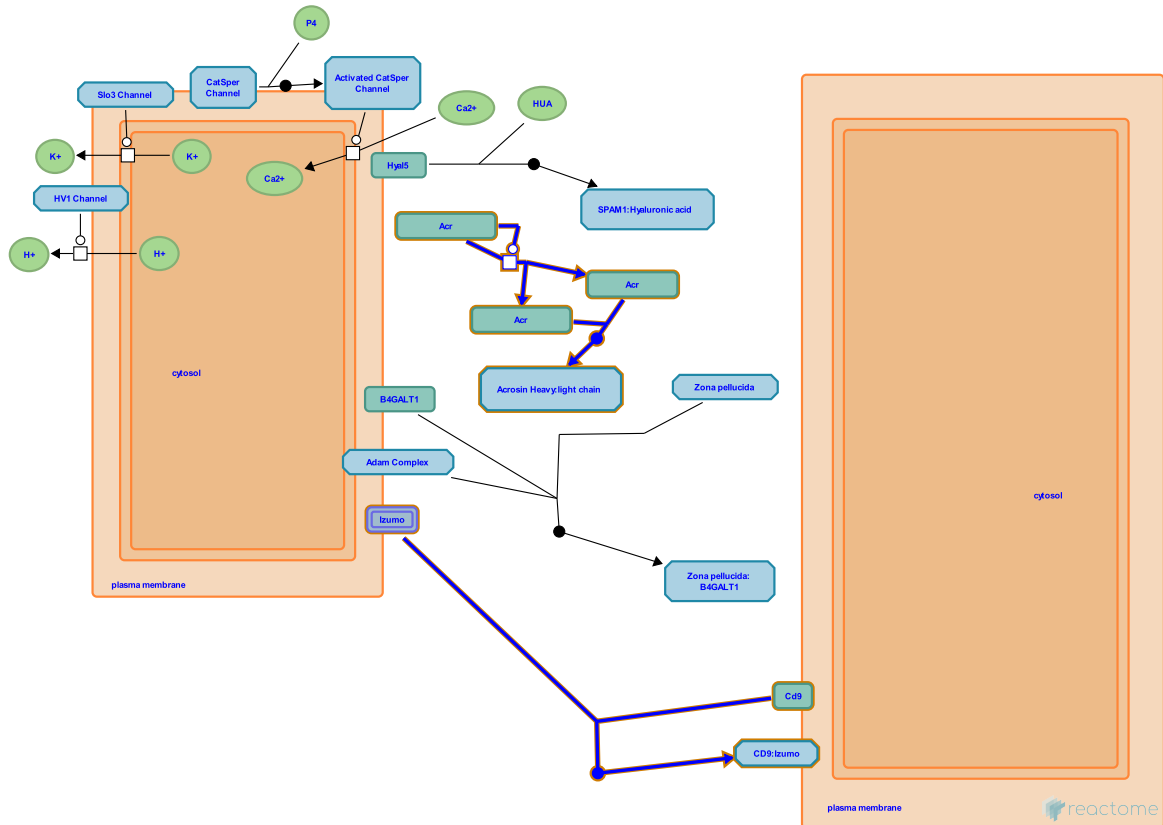 P4
CatSper
Channel
Activated CatSper
Channel
Slo3 Channel
Ca2+
HUA
K+
K+
Ca2+
Hyal5
HV1 Channel
SPAM1:Hyaluronic acid
Acr
H+
H+
Acr
Acr
cytosol
Acrosin Heavy:light chain
Zona pellucida
B4GALT1
Adam Complex
cytosol
Izumo
Zona pellucida:
B4GALT1
plasma membrane
Cd9
CD9:Izumo
plasma membrane
reactome